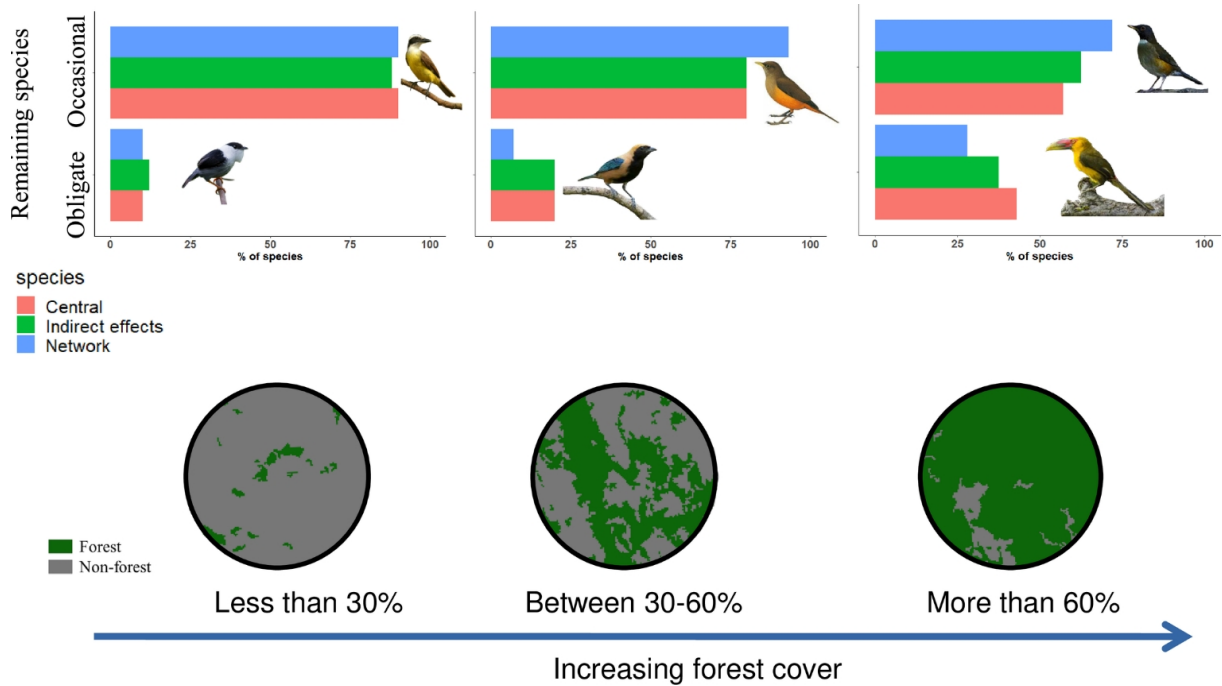 Remaining species
Occasional
Obligate
0 25 50 75 100
% of species
0 25 50 75 100
% of species
0 25 50 75 100
% of species
species
Central
Indirect effects
Network
Forest
Non-forest
Less than 30%
Between 30-60%
More than 60%
Increasing forest cover